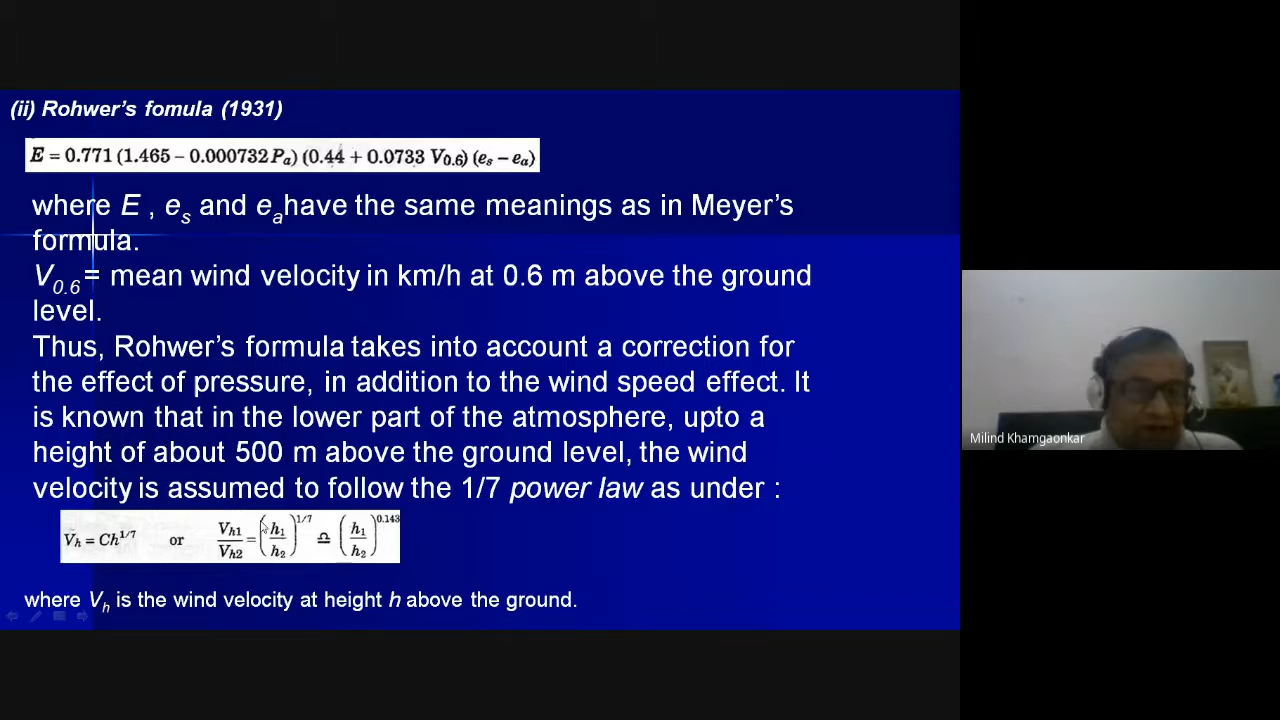 (ii) Rohwer's fomula (1931)
E = 0.771 (1.465 – 0.000732 Pa) (0.44 + 0.0733 V0.6) (es – ea)
where E , es and ea have the same meanings as in Meyer's
formula.
V0.6 = mean wind velocity in km/h at 0.6 m above the ground
level.
Thus, Rohwer's formula takes into account a correction for
the effect of pressure, in addition to the wind speed effect. It
is known that in the lower part of the atmosphere, upto a
height of about 500 m above the ground level, the wind
velocity is assumed to follow the 1/7 power law as under :
Vh = Ch^1/7 or Vh1/Vh2 = (h1/h2)^1/7 ≏ (h1/h2)^0.143
where Vh is the wind velocity at height h above the ground.
Milind Khamgaonkar